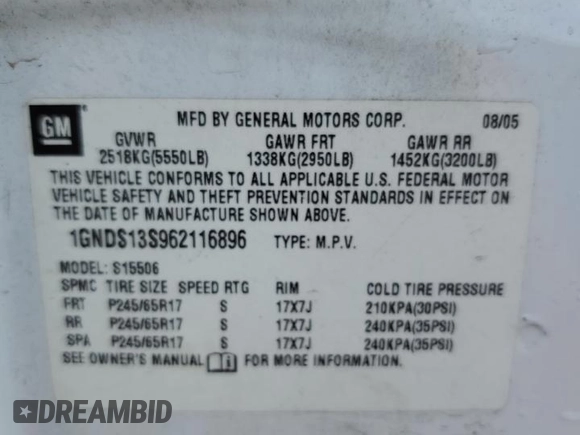 GM
MFD BY GENERAL MOTORS CORP. 08/05
GVWR GAWR FRT GAWR RR
2518KG(5550LB) 1338KG(2950LB) 1452KG(3200LB)
THIS VEHICLE CONFORMS TO ALL APPLICABLE U.S. FEDERAL MOTOR
VEHICLE SAFETY AND THEFT PREVENTION STANDARDS IN EFFECT ON
THE DATE OF MANUFACTURE SHOWN ABOVE.
1GNDS13S962116896 TYPE: M.P.V.
MODEL: S15506
SPMC TIRE SIZE SPEED RTG RIM COLD TIRE PRESSURE
FRT P245/65R17 S 17X7J 210KPA(30PSI)
RR P245/65R17 S 17X7J 240KPA(35PSI)
SPA P245/65R17 S 17X7J 240KPA(35PSI)
SEE OWNER'S MANUAL FOR MORE INFORMATION.
DREAMBID